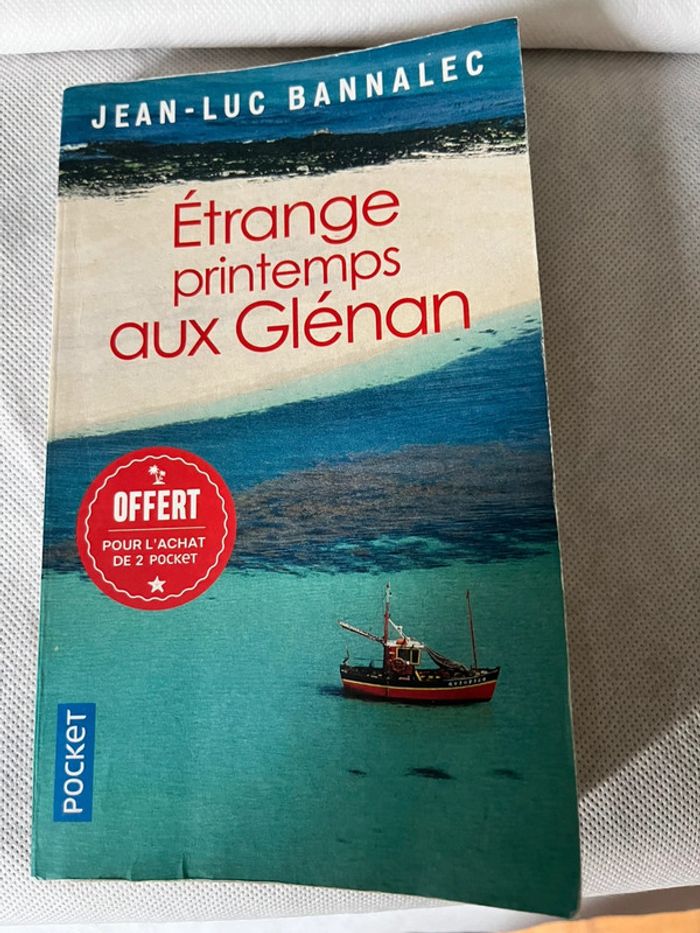 JEAN-LUC BANNALEC
Étrange
printemps
aux Glénan
OFFERT
POUR L'ACHAT
DE 2 POCKET
POCKET